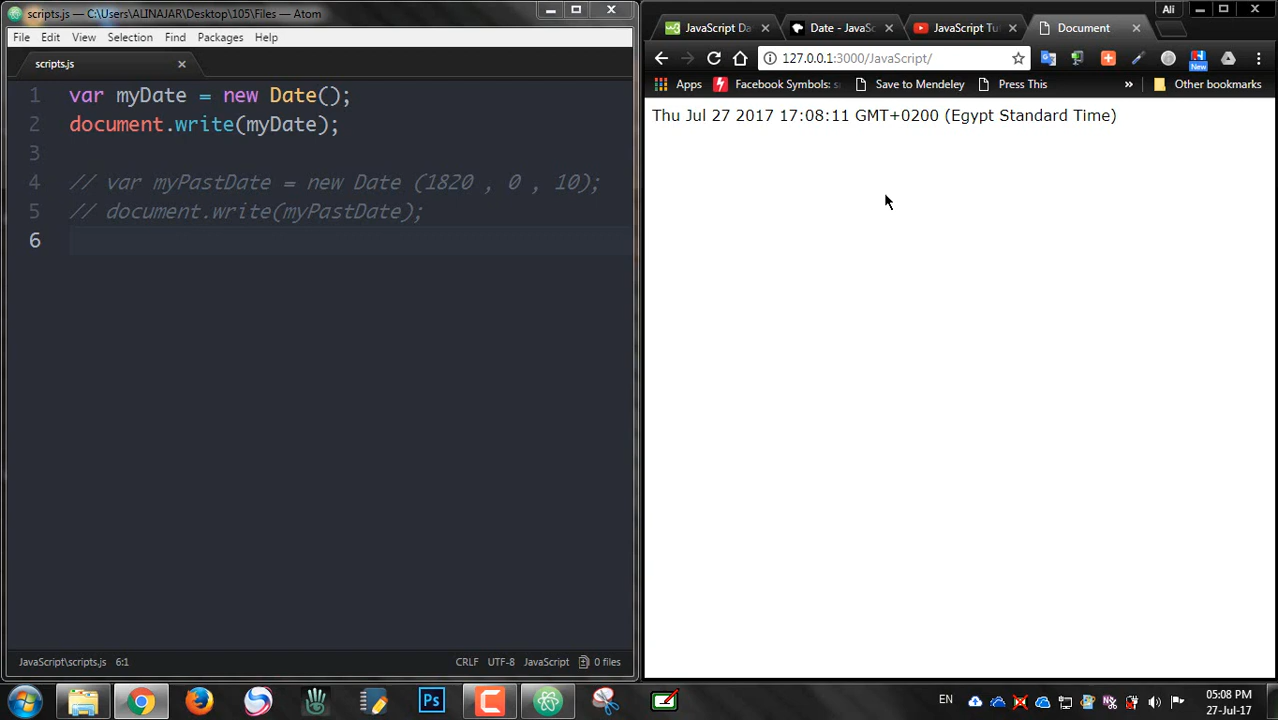 scripts.js — C:\Users\ALINAJAR\Desktop\105\Files — Atom
File Edit View Selection Find Packages Help
scripts.js
1 var myDate = new Date();
2 document.write(myDate);
3
4 // var myPastDate = new Date (1820 , 0 , 10);
5 // document.write(myPastDate);
6
JavaScript\scripts.js 6:1 CRLF UTF-8 JavaScript 0 files
Ali
JavaScript Da Date - JavaSc JavaScript Tu Document
127.0.0.1:3000/JavaScript/
New
Apps Facebook Symbols: s Save to Mendeley Press This » Other bookmarks
Thu Jul 27 2017 17:08:11 GMT+0200 (Egypt Standard Time)
Ps
EN
05:08 PM
27-Jul-17